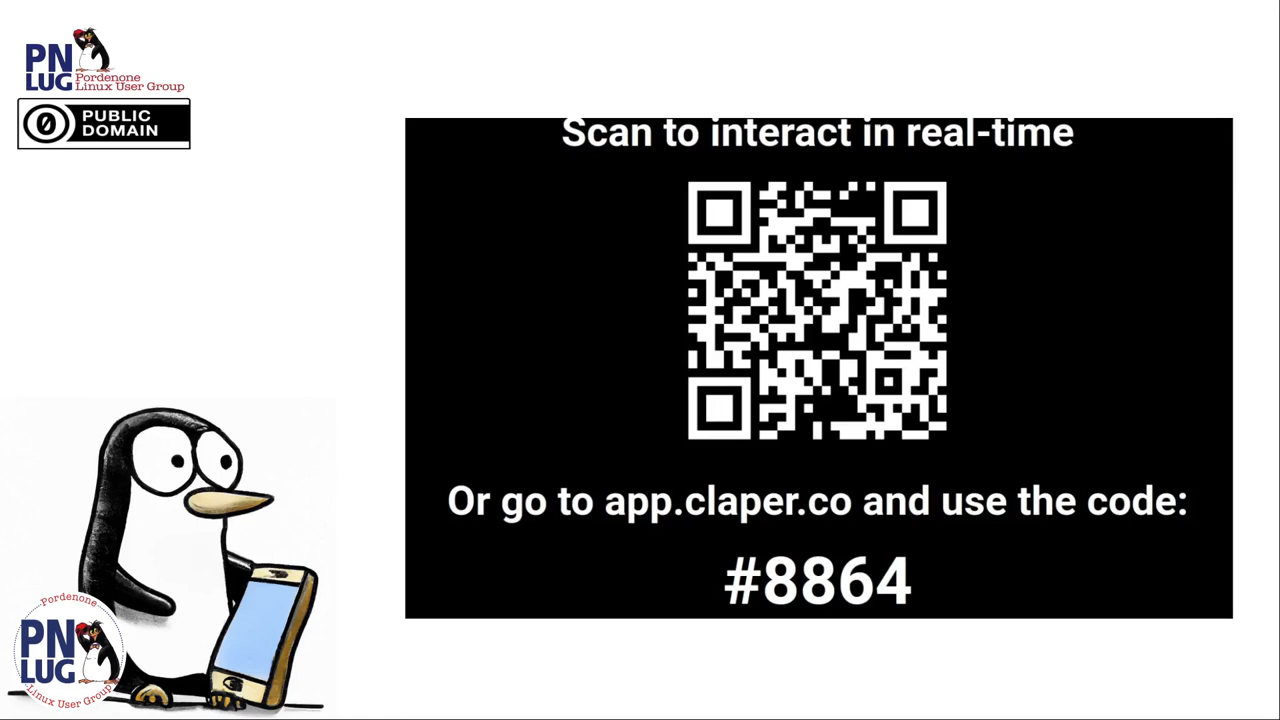 PN
LUG
Pordenone
Linux User Group
PUBLIC
DOMAIN
Scan to interact in real-time
Or go to app.claper.co and use the code:
#8864
Pordenone
PN
LUG
Linux User Group